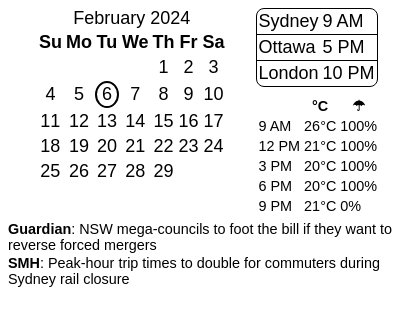 February 2024
Su Mo Tu We Th Fr Sa
1 2 3
4 5 6 7 8 9 10
11 12 13 14 15 16 17
18 19 20 21 22 23 24
25 26 27 28 29
Sydney 9 AM
Ottawa 5 PM
London 10 PM
°C ☂
9 AM 26°C 100%
12 PM 21°C 100%
3 PM 20°C 100%
6 PM 20°C 100%
9 PM 21°C 0%
Guardian: NSW mega-councils to foot the bill if they want to
reverse forced mergers
SMH: Peak-hour trip times to double for commuters during
Sydney rail closure